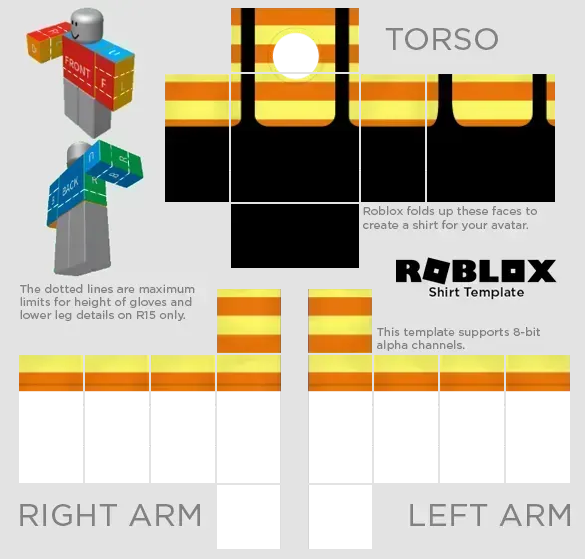 TORSO
FRONT
F
L
R
BACK
R
B
Roblox folds up these faces to
create a shirt for your avatar.
ROBLOX
Shirt Template
The dotted lines are maximum
limits for height of gloves and
lower leg details on R15 only.
This template supports 8-bit
alpha channels.
RIGHT ARM
LEFT ARM